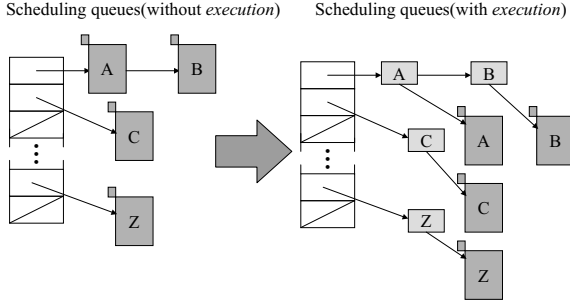 Scheduling queues(without execution)
Scheduling queues(with execution)
A
B
C
Z
A
B
C
A
B
Z
C
Z